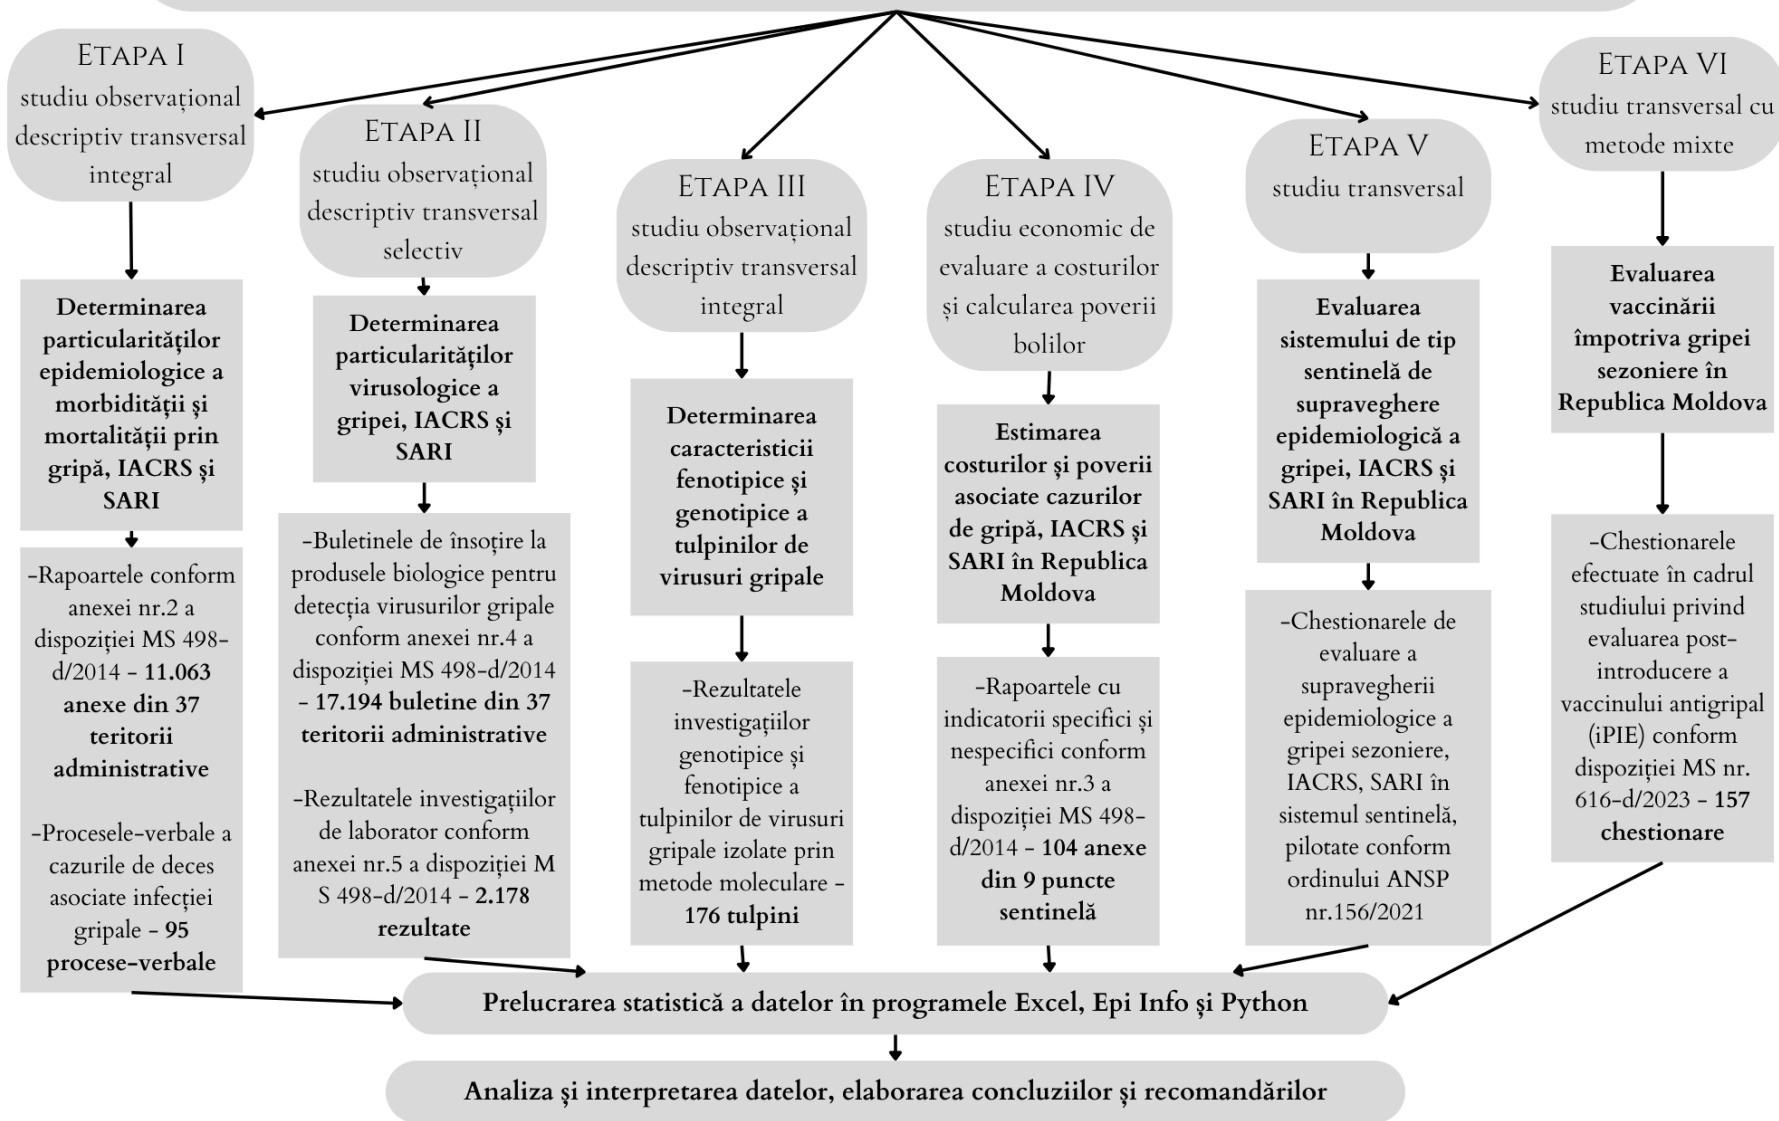 ETAPA I
studiu observațional
descriptiv transversal
integral
Determinarea
particularităților
epidemiologice a
morbidității și
mortalității prin
gripă, IACRS și
SARI
-Rapoartele conform
anexei nr.2 a
dispoziției MS 498-
d/2014 - 11.063
anexe din 37
teritorii
administrative
-Procesele-verbale a
cazurile de deces
asociate infecției
gripale - 95
procese-verbale
ETAPA II
studiu observațional
descriptiv transversal
selectiv
Determinarea
particularităților
virusologice a
gripei, IACRS și
SARI
-Buletinele de însoțire la
produsele biologice pentru
detecția virusurilor gripale
conform anexei nr.4 a
dispoziției MS 498-d/2014
- 17.194 buletine din 37
teritorii administrative
-Rezultatele investigațiilor
de laborator conform
anexei nr.5 a dispoziției M
S 498-d/2014 - 2.178
rezultate
ETAPA III
studiu observațional
descriptiv transversal
integral
Determinarea
caracteristicii
fenotipice și
genotipice a
tulpinilor de
virusuri gripale
-Rezultatele
investigațiilor
genotipice și
fenotipice a
tulpinilor de virusuri
gripale izolate prin
metode moleculare -
176 tulpini
ETAPA IV
studiu economic de
evaluare a costurilor
și calcularea poverii
bolilor
Estimarea
costurilor și poverii
asociate cazurilor
de gripă, IACRS și
SARI în Republica
Moldova
-Rapoartele cu
indicatorii specifici și
nespecifici conform
anexei nr.3 a
dispoziției MS 498-
d/2014 - 104 anexe
din 9 puncte
sentinelă
ETAPA V
studiu transversal
Evaluarea
sistemului de tip
sentinelă de
supraveghere
epidemiologică a
gripei, IACRS și
SARI în Republica
Moldova
-Chestionarele de
evaluare a
supravegherii
epidemiologice a
gripei sezoniere,
IACRS, SARI în
sistemul sentinelă,
pilotate conform
ordinului ANSP
nr.156/2021
ETAPA VI
studiu transversal cu
metode mixte
Evaluarea
vaccinării
împotriva gripei
sezoniere în
Republica Moldova
-Chestionarele
efectuate în cadrul
studiului privind
evaluarea post-
introducere a
vaccinului antigripal
(iPIE) conform
dispoziției MS nr.
616-d/2023 - 157
chestionare
Prelucrarea statistică a datelor în programele Excel, Epi Info și Python
Analiza și interpretarea datelor, elaborarea concluziilor și recomandărilor